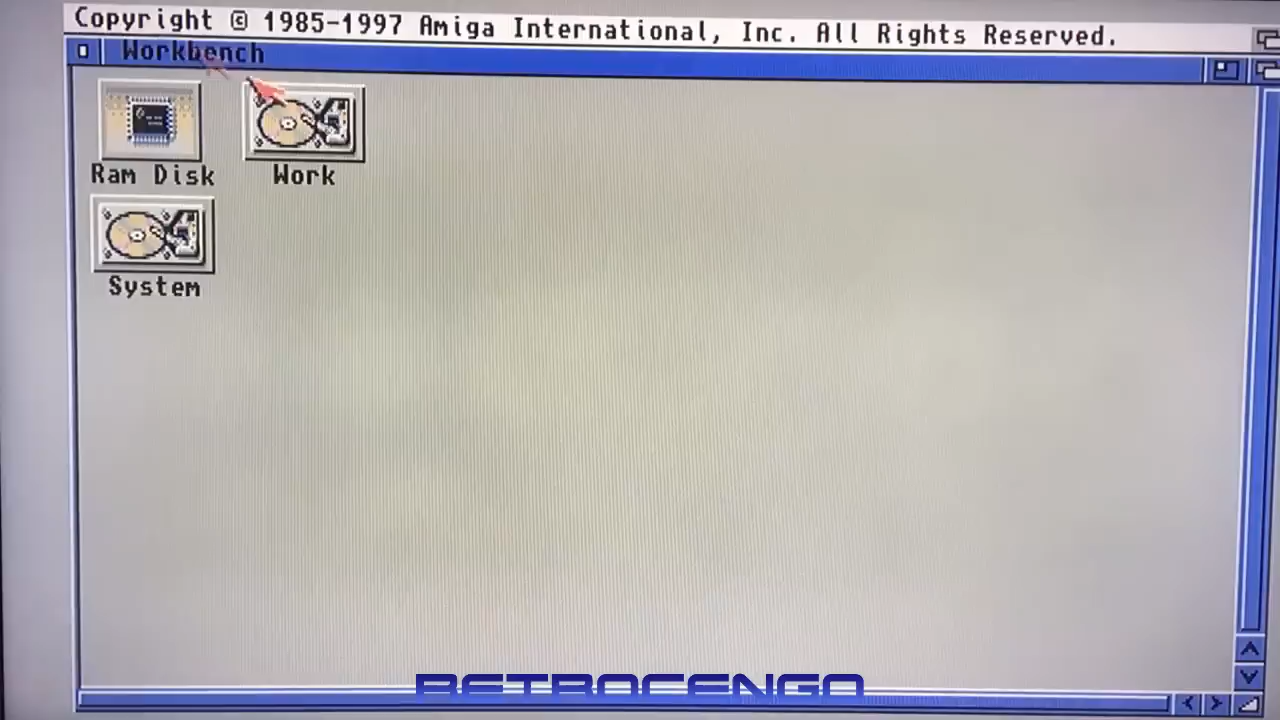 Copyright © 1985-1997 Amiga International, Inc. All Rights Reserved.
Workbench
Ram Disk
Work
System
RETROCENGO